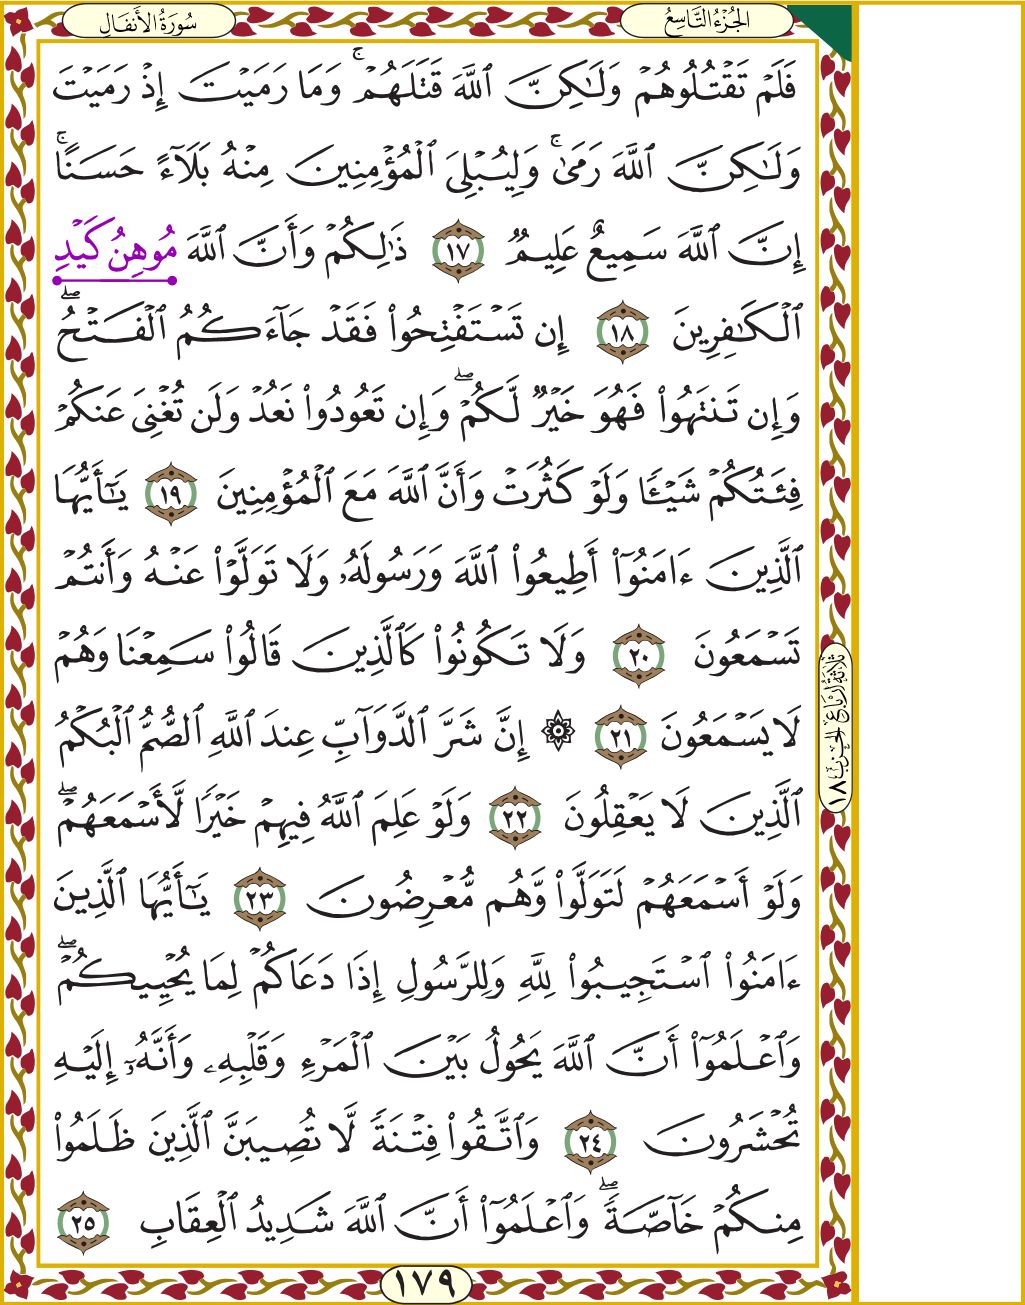 سُورَةُ الأَنفَالِ
الجُزْءُ التَّاسِعُ
فَلَمْ تَقْتُلُوهُمْ وَلَٰكِنَّ ٱللَّهَ قَتَلَهُمْ ۚ وَمَا رَمَيْتَ إِذْ رَمَيْتَ
وَلَٰكِنَّ ٱللَّهَ رَمَىٰ ۚ وَلِيُبْلِىَ ٱلْمُؤْمِنِينَ مِنْهُ بَلَآءً حَسَنًا ۚ
إِنَّ ٱللَّهَ سَمِيعٌ عَلِيمٌ ١٧ ذَٰلِكُمْ وَأَنَّ ٱللَّهَ مُوهِنُ كَيْدِ
ٱلْكَٰفِرِينَ ١٨ إِن تَسْتَفْتِحُوا۟ فَقَدْ جَآءَكُمُ ٱلْفَتْحُ ۖ
وَإِن تَنتَهُوا۟ فَهُوَ خَيْرٌ لَّكُمْ ۖ وَإِن تَعُودُوا۟ نَعُدْ وَلَن تُغْنِىَ عَنكُمْ
فِئَتُكُمْ شَيْـًٔا وَلَوْ كَثُرَتْ وَأَنَّ ٱللَّهَ مَعَ ٱلْمُؤْمِنِينَ ١٩ يَٰٓأَيُّهَا
ٱلَّذِينَ ءَامَنُوٓا۟ أَطِيعُوا۟ ٱللَّهَ وَرَسُولَهُۥ وَلَا تَوَلَّوْا۟ عَنْهُ وَأَنتُمْ
تَسْمَعُونَ ٢٠ وَلَا تَكُونُوا۟ كَٱلَّذِينَ قَالُوا۟ سَمِعْنَا وَهُمْ
لَا يَسْمَعُونَ ٢١ ۞ إِنَّ شَرَّ ٱلدَّوَآبِّ عِندَ ٱللَّهِ ٱلصُّمُّ ٱلْبُكْمُ
ٱلَّذِينَ لَا يَعْقِلُونَ ٢٢ وَلَوْ عَلِمَ ٱللَّهُ فِيهِمْ خَيْرًا لَّأَسْمَعَهُمْ ۖ
وَلَوْ أَسْمَعَهُمْ لَتَوَلَّوا۟ وَّهُم مُّعْرِضُونَ ٢٣ يَٰٓأَيُّهَا ٱلَّذِينَ
ءَامَنُوا۟ ٱسْتَجِيبُوا۟ لِلَّهِ وَلِلرَّسُولِ إِذَا دَعَاكُمْ لِمَا يُحْيِيكُمْ ۖ
وَٱعْلَمُوٓا۟ أَنَّ ٱللَّهَ يَحُولُ بَيْنَ ٱلْمَرْءِ وَقَلْبِهِۦ وَأَنَّهُۥٓ إِلَيْهِ
تُحْشَرُونَ ٢٤ وَٱتَّقُوا۟ فِتْنَةً لَّا تُصِيبَنَّ ٱلَّذِينَ ظَلَمُوا۟
مِنكُمْ خَآصَّةً ۖ وَٱعْلَمُوٓا۟ أَنَّ ٱللَّهَ شَدِيدُ ٱلْعِقَابِ ٢٥
ثَلَاثَةُ أَرْبَاعِ الحِزْبِ ١٨
١٧٩